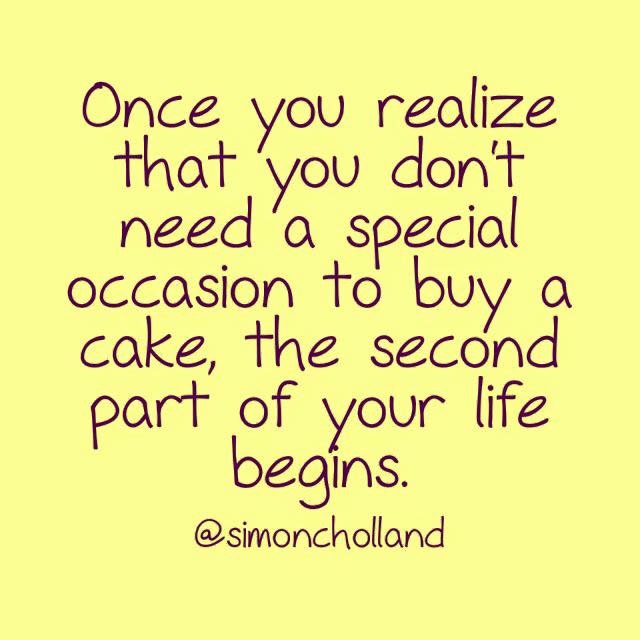 Once you realize
that you don't
need a special
occasion to buy a
cake, the second
part of your life
begins.
@simoncholland